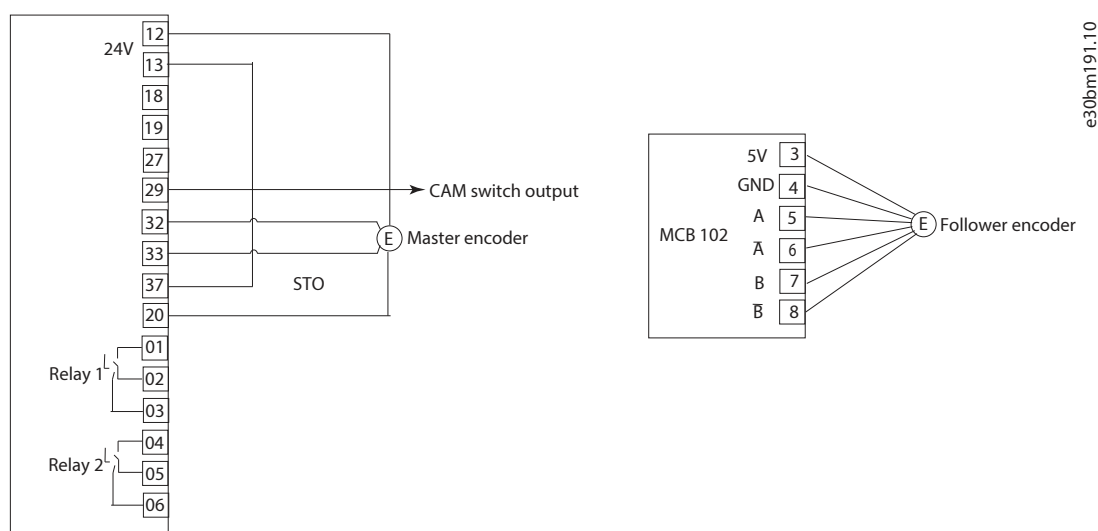 24V
12
13
18
19
27
29 CAM switch output
32
33
E Master encoder
37 STO
20
01
Relay 1
02
03
04
Relay 2
05
06
MCB 102
5V 3
GND 4
A 5
A̅ 6
B 7
B̅ 8
E Follower encoder
e30bm191.10